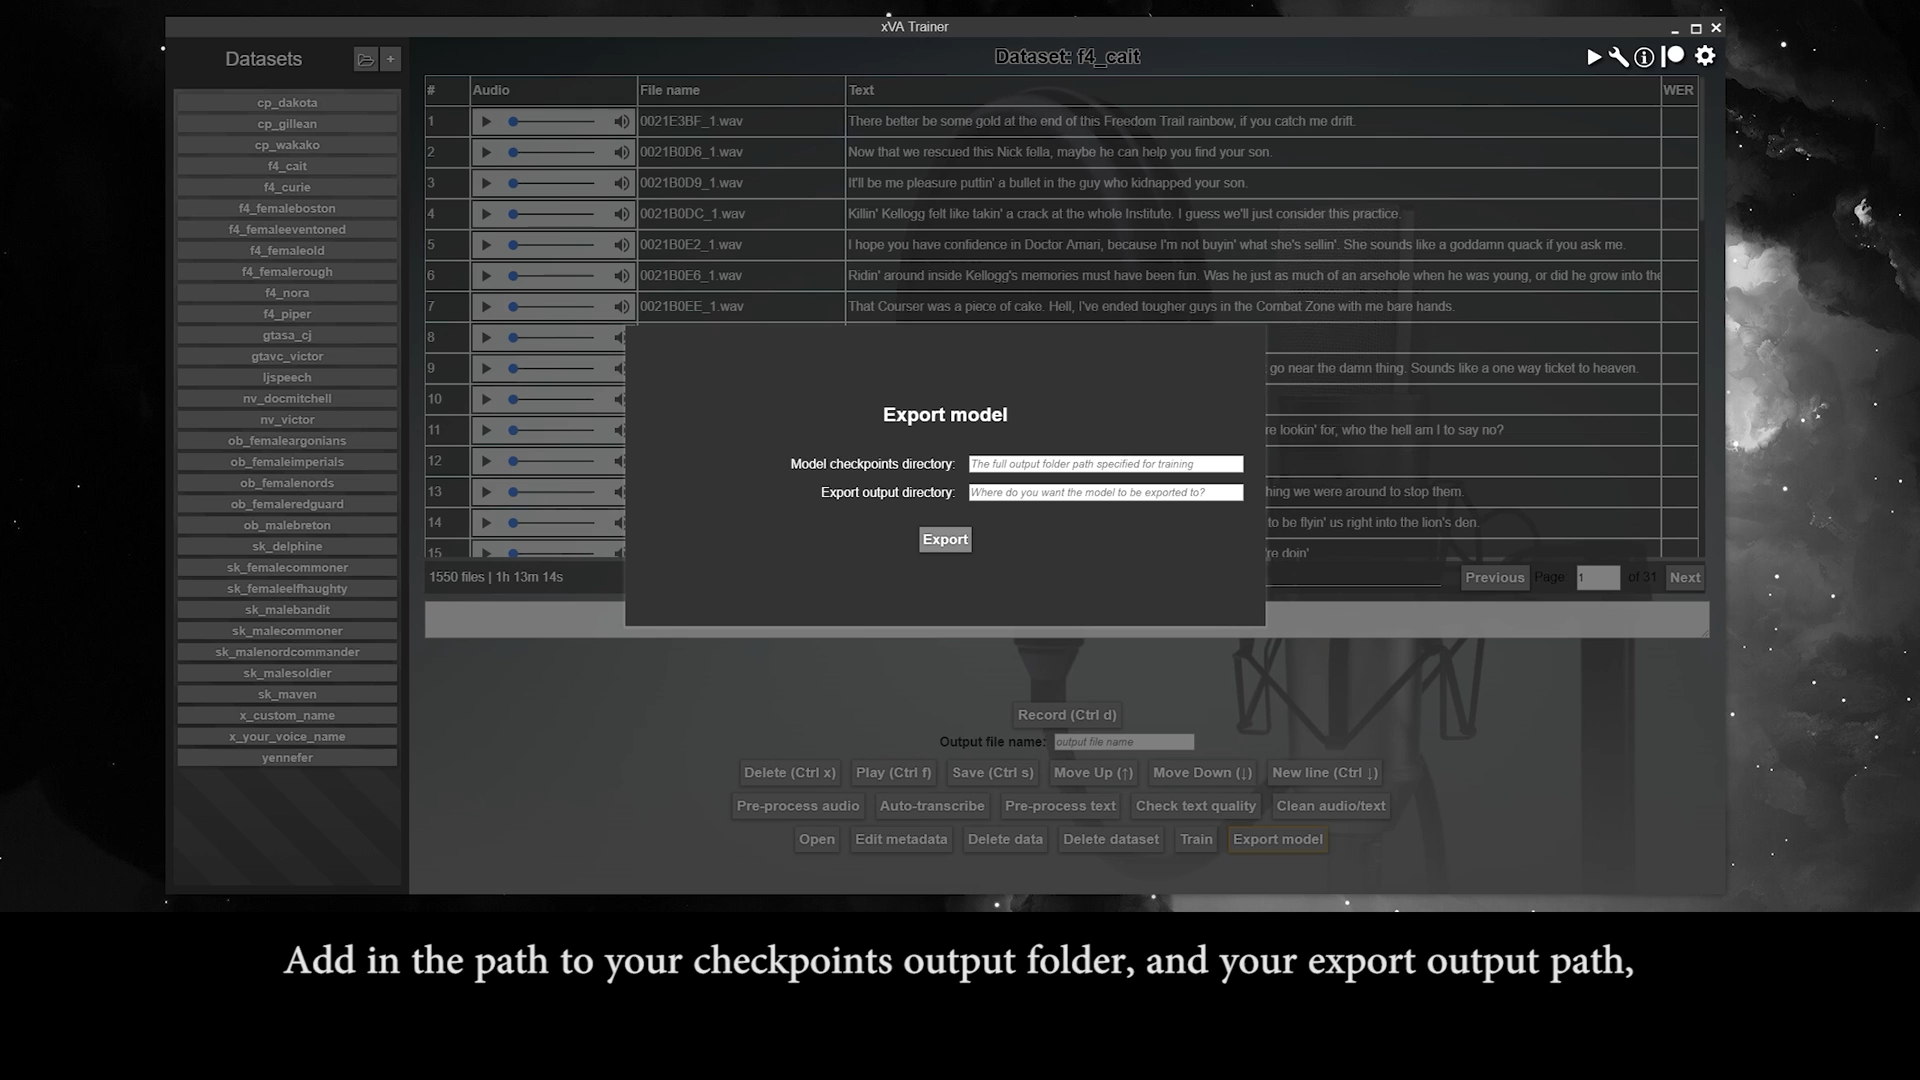 xVA Trainer
Datasets
+
cp_dakota
cp_gillean
cp_wakako
f4_cait
f4_curie
f4_femaleboston
f4_femaleeventoned
f4_femaleold
f4_femalerough
f4_nora
f4_piper
gtasa_cj
gtavc_victor
ljspeech
nv_docmitchell
nv_victor
ob_femaleargonians
ob_femaleimperials
ob_femalenords
ob_femaleredguard
ob_malebreton
sk_delphine
sk_femalecommoner
sk_femaleelfhaughty
sk_malebandit
sk_malecommoner
sk_malenordcommander
sk_malesoldier
sk_maven
x_custom_name
x_your_voice_name
yennefer
Dataset: f4_cait
# Audio File name Text WER
1 0021E3BF_1.wav There better be some gold at the end of this Freedom Trail rainbow, if you catch me drift.
2 0021B0D6_1.wav Now that we rescued this Nick fella, maybe he can help you find your son.
3 0021B0D9_1.wav It'll be me pleasure puttin' a bullet in the guy who kidnapped your son.
4 0021B0DC_1.wav Killin' Kellogg felt like takin' a crack at the whole Institute. I guess we'll just consider this practice.
5 0021B0E2_1.wav I hope you have confidence in Doctor Amari, because I'm not buyin' what she's sellin'. She sounds like a goddamn quack if you ask me.
6 0021B0E6_1.wav Ridin' around inside Kellogg's memories must have been fun. Was he just as much of an arsehole when he was young, or did he grow into the
7 0021B0EE_1.wav That Courser was a piece of cake. Hell, I've ended tougher guys in the Combat Zone with me bare hands.
8
9 go near the damn thing. Sounds like a one way ticket to heaven.
10
11 re lookin' for, who the hell am I to say no?
12
13 hing we were around to stop them.
14 to be flyin' us right into the lion's den.
15 're doin'
Export model
Model checkpoints directory: The full output folder path specified for training
Export output directory: Where do you want the model to be exported to?
Export
1550 files | 1h 13m 14s
Previous Page: 1 of 31 Next
Record (Ctrl d)
Output file name: output file name
Delete (Ctrl x) Play (Ctrl f) Save (Ctrl s) Move Up (↑) Move Down (↓) New line (Ctrl ↓)
Pre-process audio Auto-transcribe Pre-process text Check text quality Clean audio/text
Open Edit metadata Delete data Delete dataset Train Export model
Add in the path to your checkpoints output folder, and your export output path,